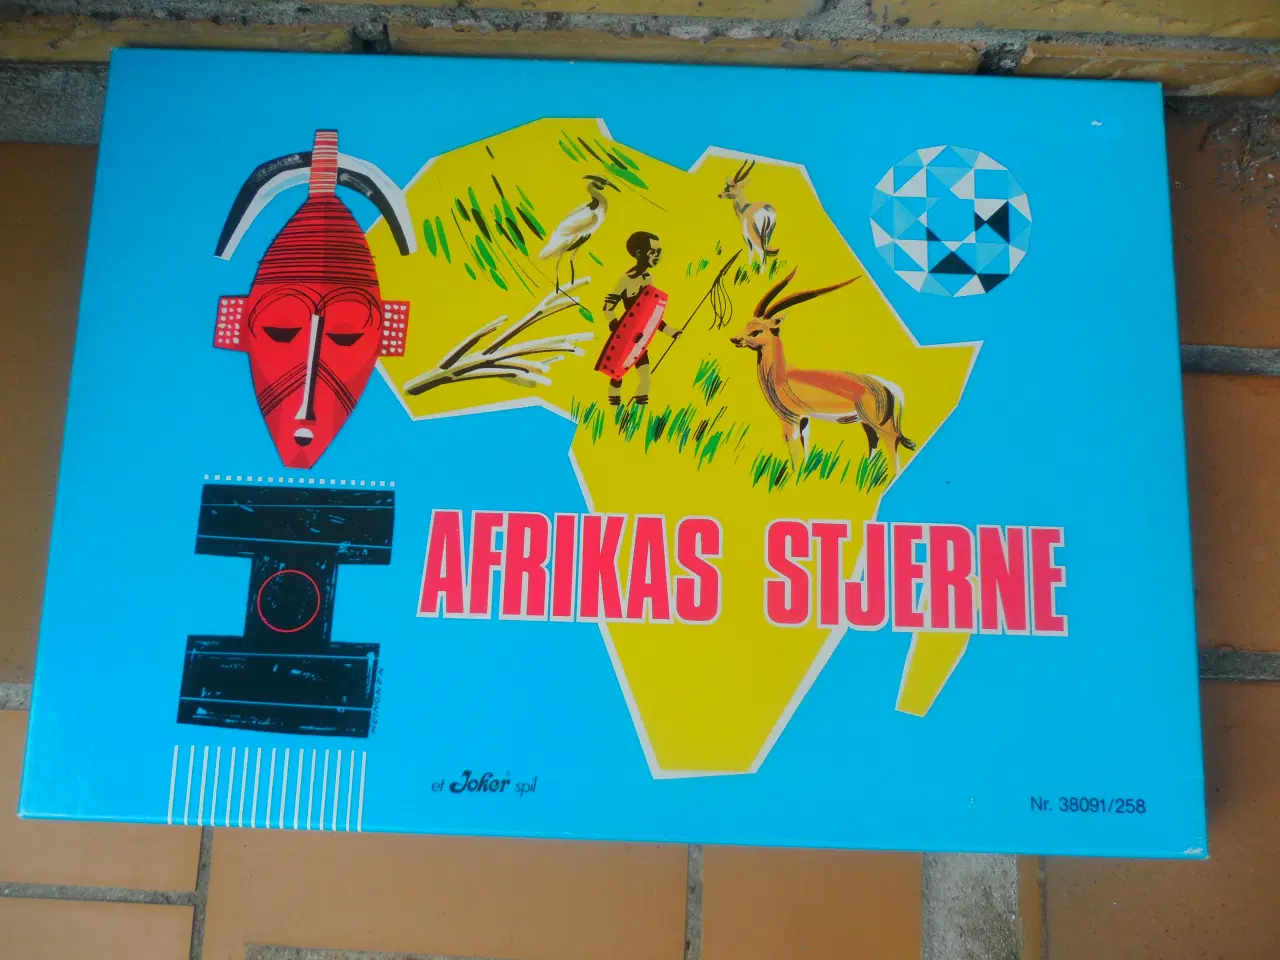 AFRIKAS STJERNE
et Joker® spil
Nr. 38091/258